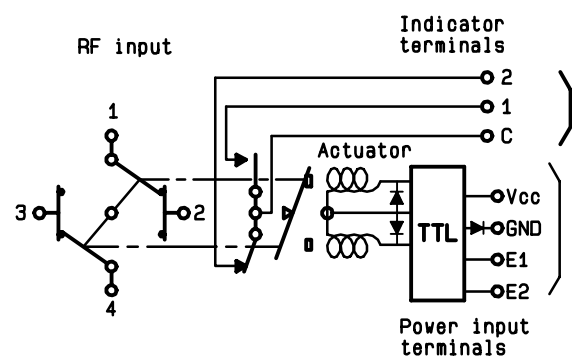 Indicator
terminals
RF input
2
1
1
C
Actuator
3
2
Vcc
TTL
GND
E1
4
E2
Power input
terminals